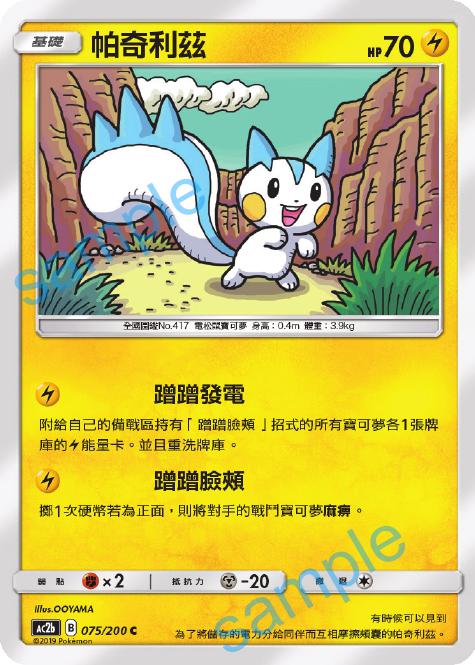 基礎 帕奇利茲 HP 70
全國圖鑑No.417 電松鼠寶可夢 身高：0.4m 體重：3.9kg
蹭蹭發電
附給自己的備戰區持有「蹭蹭臉頰」招式的所有寶可夢各1張牌
庫的能量卡。並且重洗牌庫。
蹭蹭臉頰
擲1次硬幣若為正面，則將對手的戰鬥寶可夢麻痺。
弱點 ×2 抵抗力 -20 撤退
illus.OOYAMA
AC2b B 075/200 C
©2019 Pokémon
有時候可以見到
為了將儲存的電力分給同伴而互相摩擦頰囊的帕奇利茲。
sample
sample